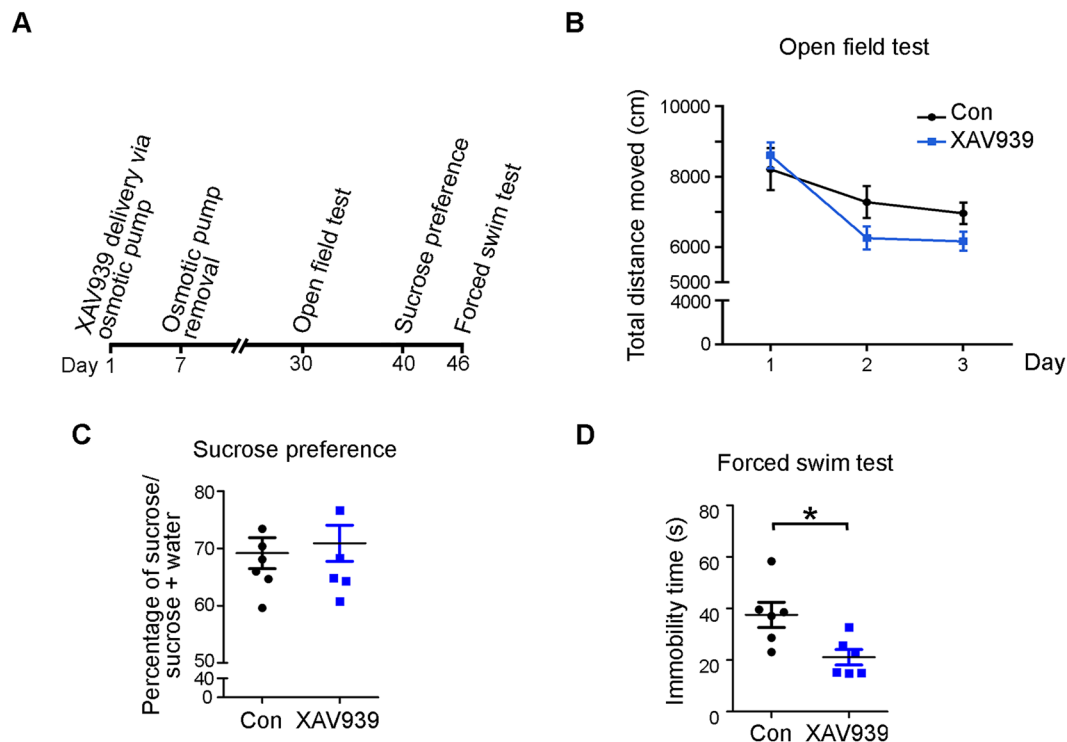 A
XAV939 delivery via
osmotic pump
Osmotic pump
removal
Open field test
Sucrose preference
Forced swim test
Day 1 7 30 40 46
B
Open field test
Total distance moved (cm)
10000
8000
6000
5000
4000
0
Con
XAV939
1 2 3 Day
C
Sucrose preference
Percentage of sucrose/
sucrose + water
80
70
60
50
40
0
Con XAV939
D
Forced swim test
Immobility time (s)
80
60
40
20
0
*
Con XAV939